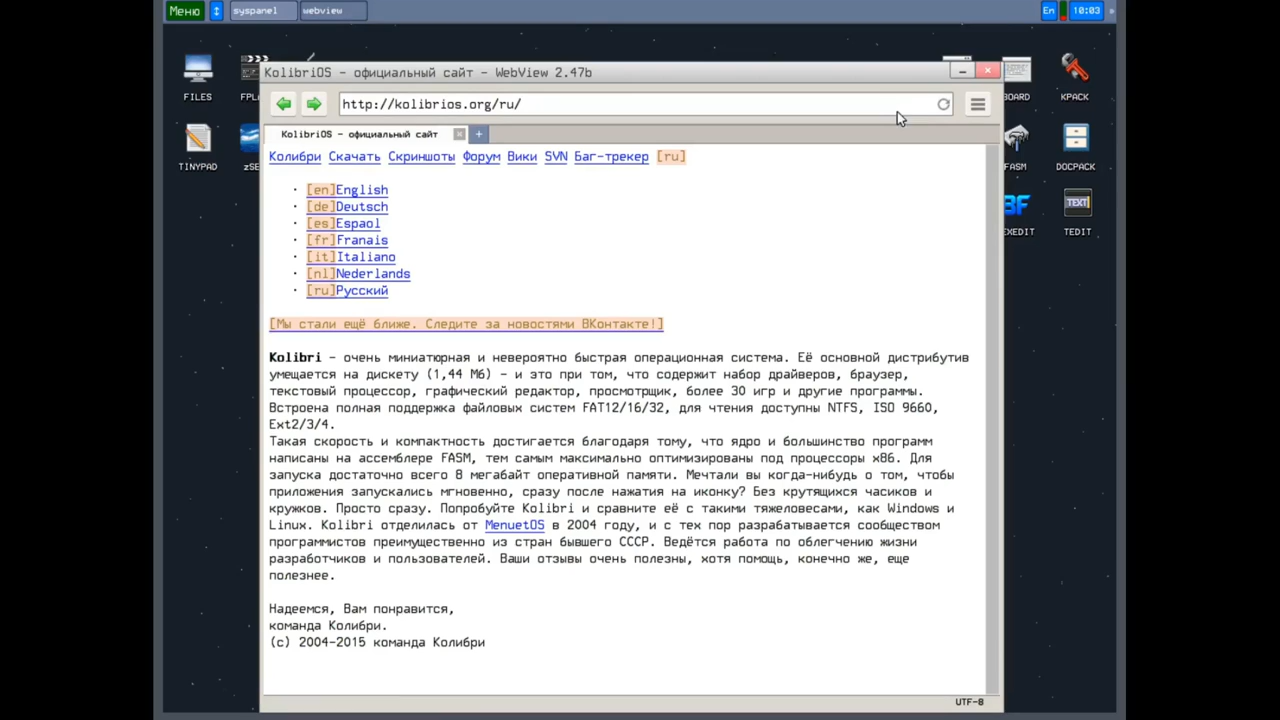 Меню
syspanel
webview
En
10:03
»
KolibriOS - официальный сайт - WebView 2.47b
FILES
BOARD
KPACK
http://kolibrios.org/ru/
KolibriOS - официальный сайт
TINYPAD
FASM
DOCPACK
Колибри Скачать Скриншоты Форум Вики SVN Баг-трекер [ru]
· [en]English
· [de]Deutsch
· [es]Espaol
· [fr]Franais
· [it]Italiano
· [nl]Nederlands
· [ru]Русский
TEXT
TEDIT
[Мы стали ещё ближе. Следите за новостями ВКонтакте!]
Kolibri - очень миниатюрная и невероятно быстрая операционная система. Её основной дистрибутив
умещается на дискету (1,44 Мб) - и это при том, что содержит набор драйверов, браузер,
текстовый процессор, графический редактор, просмотрщик, более 30 игр и другие программы.
Встроена полная поддержка файловых систем FAT12/16/32, для чтения доступны NTFS, ISO 9660,
Ext2/3/4.
Такая скорость и компактность достигается благодаря тому, что ядро и большинство программ
написаны на ассемблере FASM, тем самым максимально оптимизированы под процессоры x86. Для
запуска достаточно всего 8 мегабайт оперативной памяти. Мечтали вы когда-нибудь о том, чтобы
приложения запускались мгновенно, сразу после нажатия на иконку? Без крутящихся часиков и
кружков. Просто сразу. Попробуйте Kolibri и сравните её с такими тяжеловесами, как Windows и
Linux. Kolibri отделилась от MenuetOS в 2004 году, и с тех пор разрабатывается сообществом
программистов преимущественно из стран бывшего СССР. Ведётся работа по облегчению жизни
разработчиков и пользователей. Ваши отзывы очень полезны, хотя помощь, конечно же, еще
полезнее.
Надеемся, Вам понравится,
команда Колибри.
(c) 2004-2015 команда Колибри
UTF-8